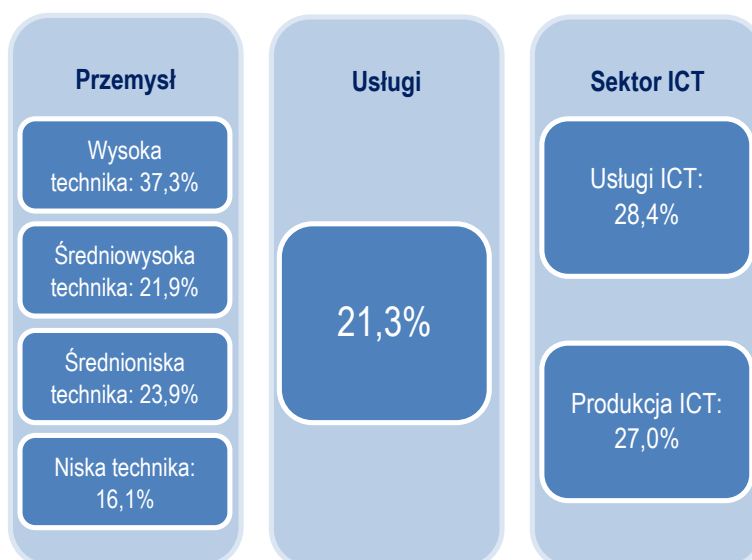 Przemysł
Wysoka
technika: 37,3%
Średniowysoka
technika: 21,9%
Średnioniska
technika: 23,9%
Niska technika:
16,1%
Usługi
21,3%
Sektor ICT
Usługi ICT:
28,4%
Produkcja ICT:
27,0%